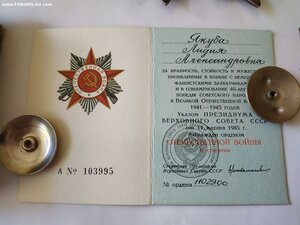 www.FORUMS-SU.com
Якуба
Лидия
Александровна
ЗА ХРАБРОСТЬ, СТОЙКОСТЬ И МУЖЕСТВО,
ПРОЯВЛЕННЫЕ В БОРЬБЕ С НЕМЕЦКО-
ФАШИСТСКИМИ ЗАХВАТЧИКАМИ,
И В ОЗНАМЕНОВАНИЕ 40-ЛЕТИЯ
ПОБЕДЫ СОВЕТСКОГО НАРОДА
В ВЕЛИКОЙ ОТЕЧЕСТВЕННОЙ ВОЙНЕ
1941—1945 ГОДОВ
Указом ПРЕЗИДИУМА
ВЕРХОВНОГО СОВЕТА СССР
от 11 марта 1985 г.
НАГРАЖДЕН ОРДЕНОМ
ОТЕЧЕСТВЕННОЙ ВОЙНЫ
Секретарь Президиума
Верховного Совета СССР
№ ордена 1102900
А № 103995